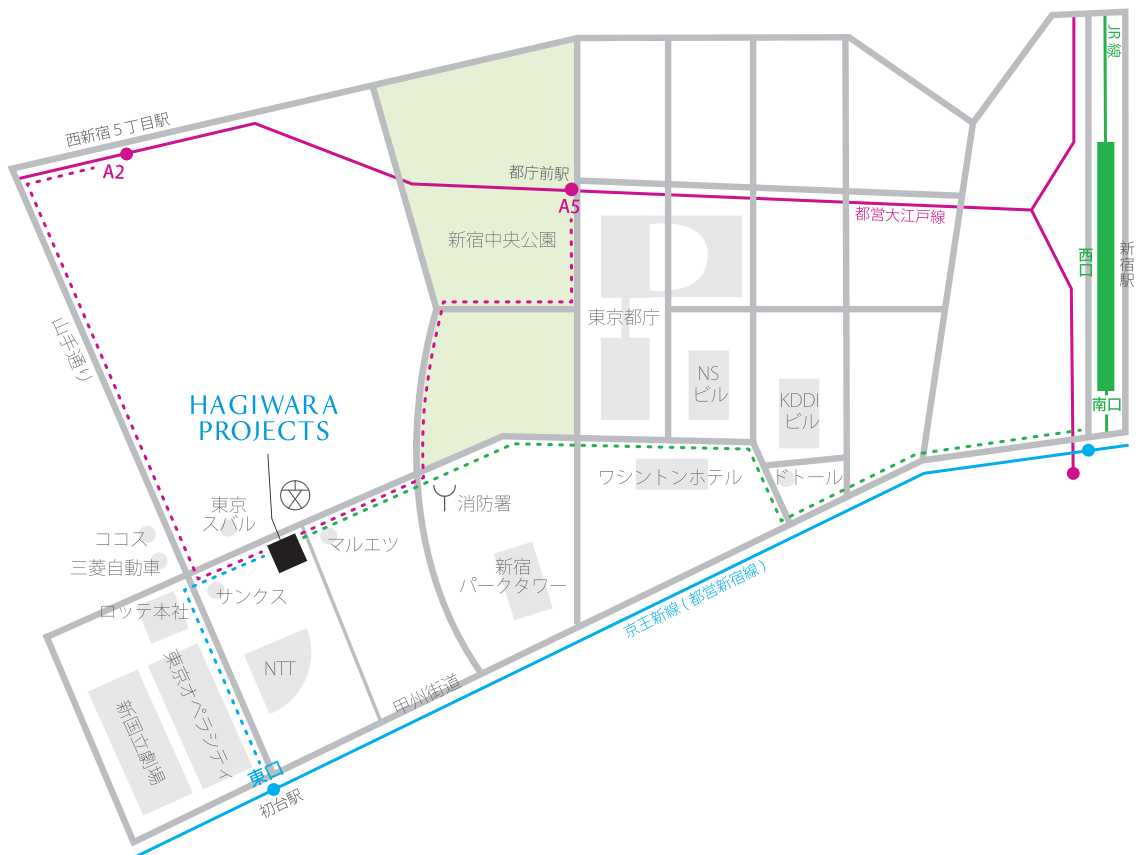 JR線
西新宿5丁目駅
A2
都庁前駅
A5
都営大江戸線
新宿中央公園
西口
新宿駅
東京都庁
山手通り
NS
ビル
KDDI
ビル
南口
HAGIWARA
PROJECTS
ワシントンホテル
ドトール
東京
スバル
消防署
ココス
マルエツ
三菱自動車
新宿
パークタワー
サンクス
ロッテ本社
京王新線(都営新宿線)
NTT
東京オペラシティ
新国立劇場
甲州街道
東口
初台駅